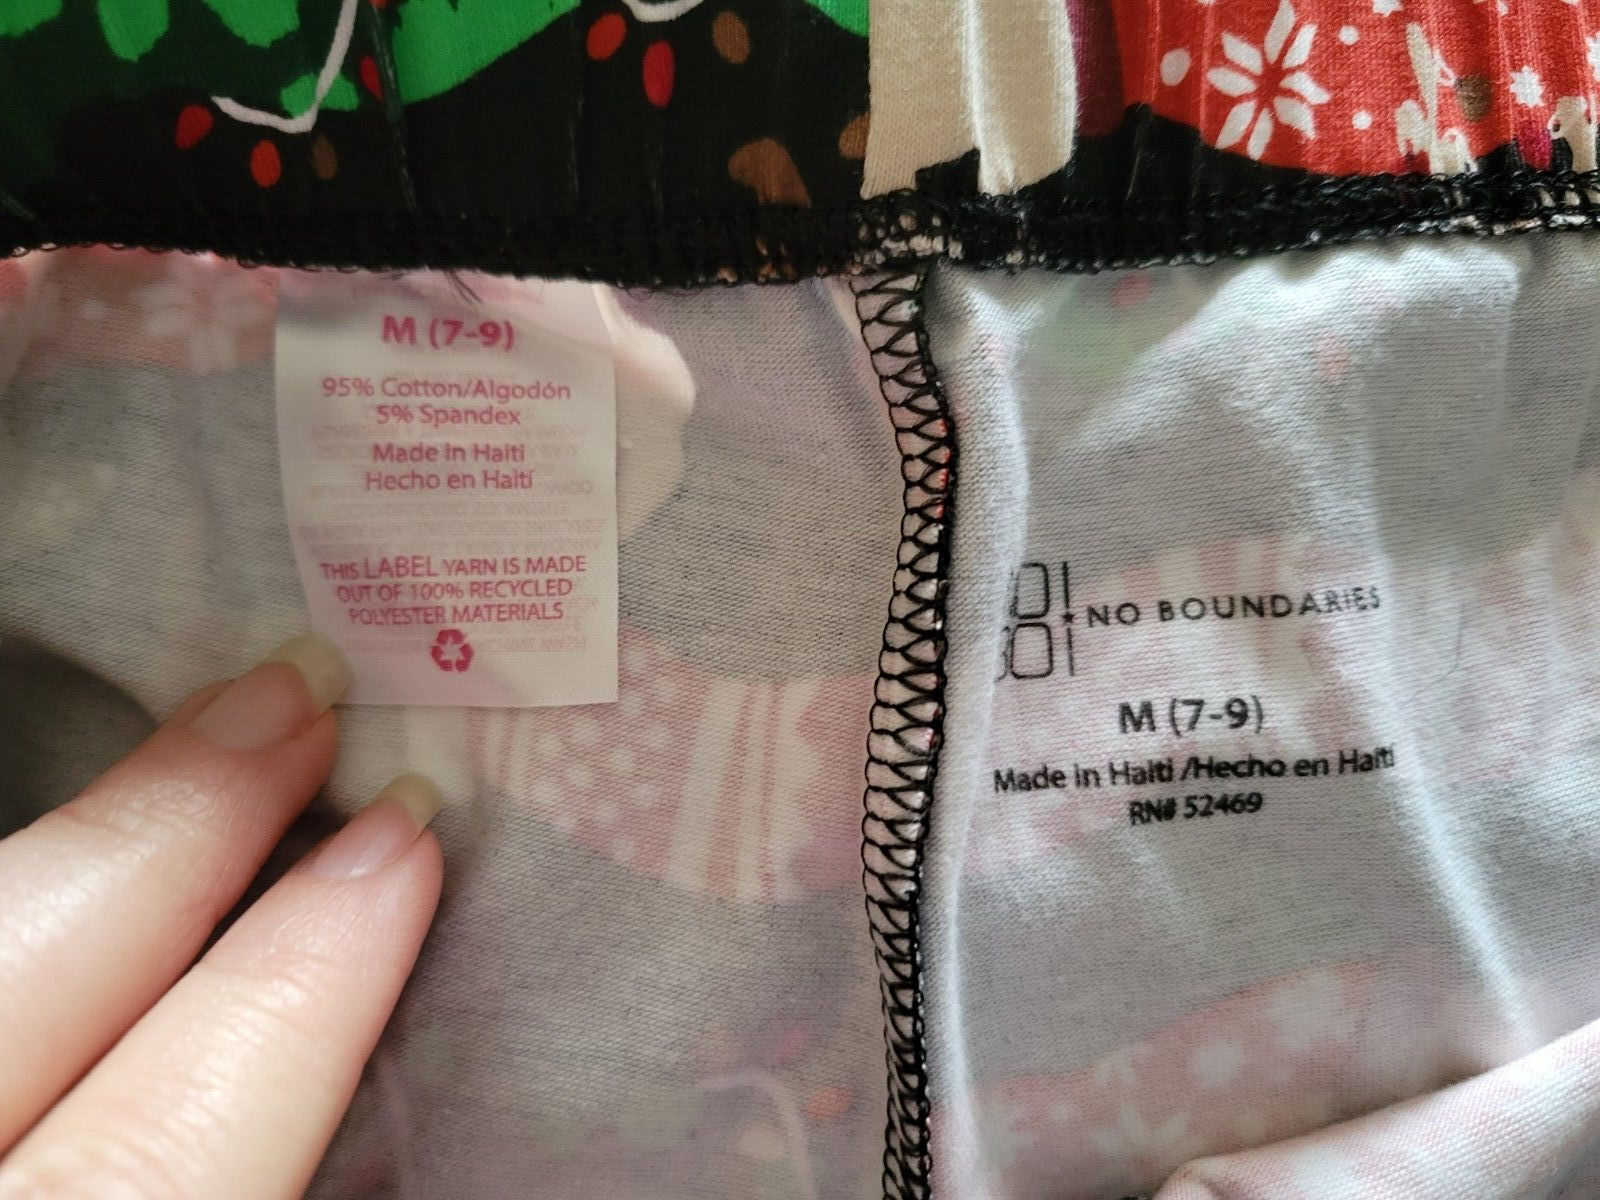 M (7-9)
95% Cotton/Algodón
5% Spandex
Made in Haiti
Hecho en Haití
THIS LABEL YARN IS MADE
OUT OF 100% RECYCLED
POLYESTER MATERIALS
NO BOUNDARIES
M (7-9)
Made in Haiti /Hecho en Haití
RN# 52469